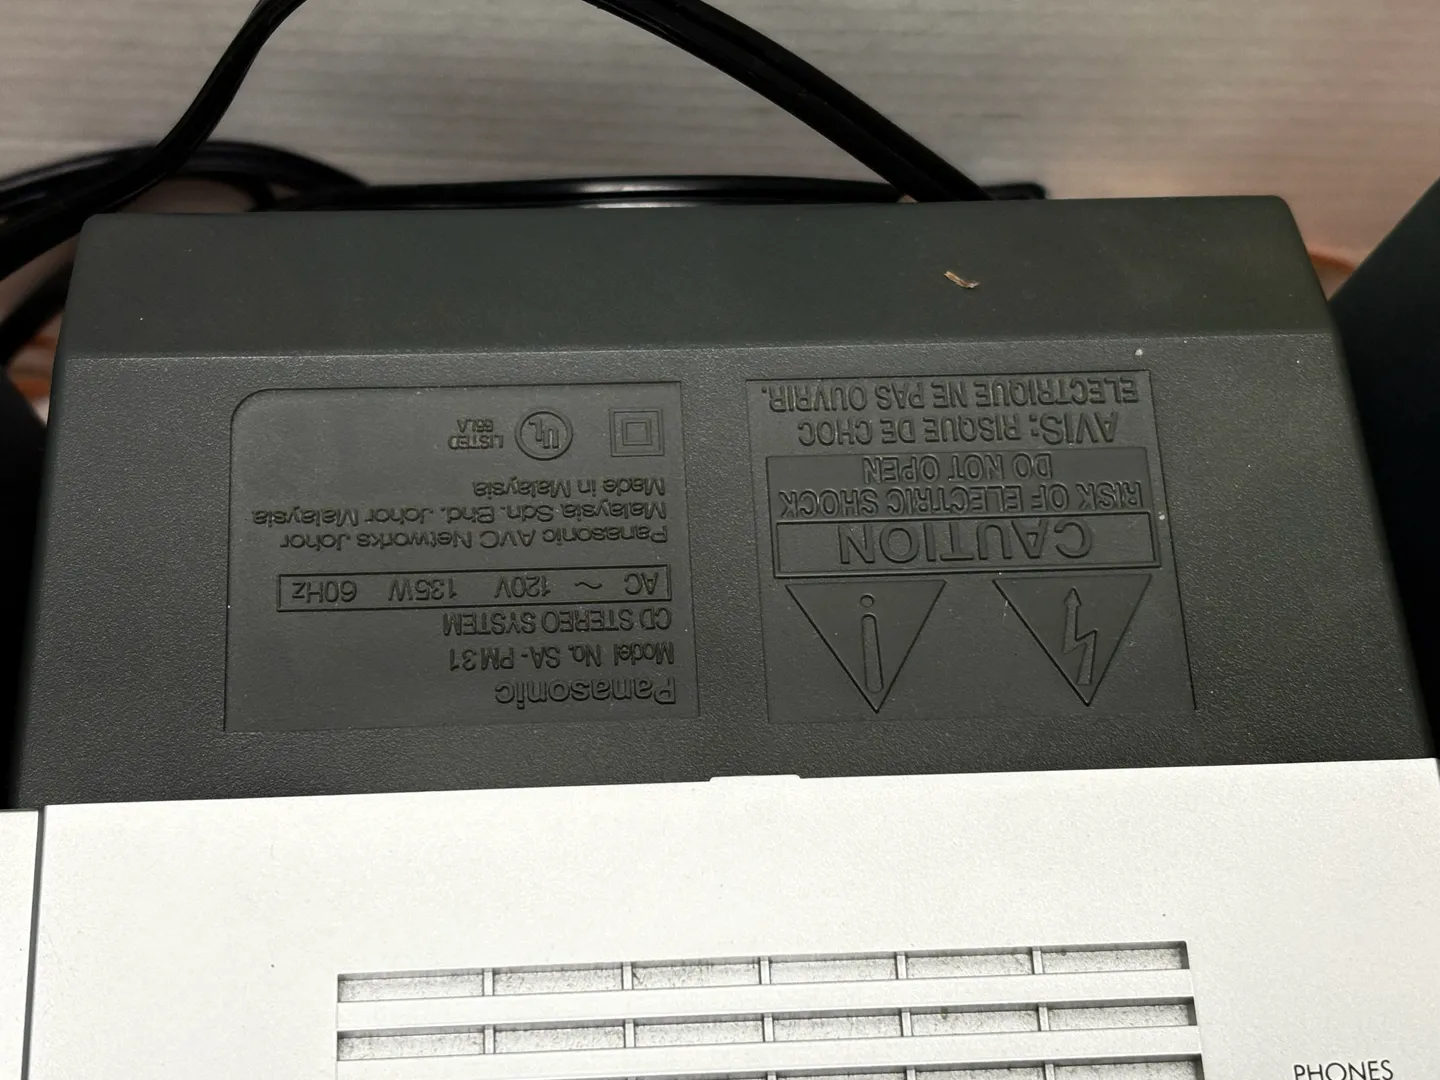 Panasonic
Model No. SA-PM31
CD STEREO SYSTEM
AC ~ 120V 135W 60Hz
Panasonic AVC Networks Johor
Malaysia Sdn. Bhd. Johor Malaysia
Made in Malaysia
UL
LISTED
66LA
CAUTION
RISK OF ELECTRIC SHOCK
DO NOT OPEN
AVIS: RISQUE DE CHOC
ELECTRIQUE NE PAS OUVRIR.
PHONES